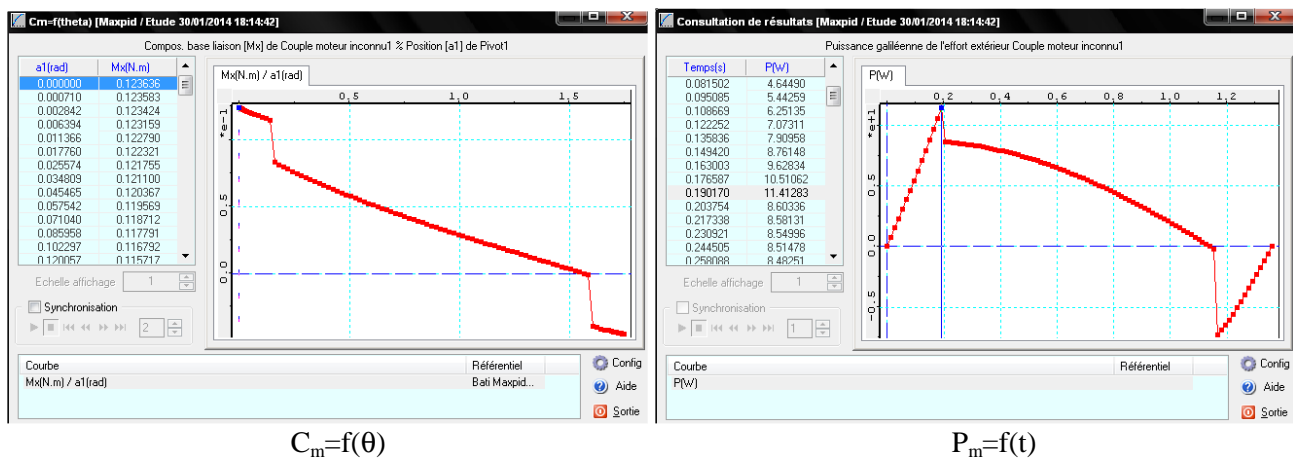 Cm=f(theta) [Maxpid / Etude 30/01/2014 18:14:42]
Compos. base liaison [Mx] de Couple moteur inconnu1 % Position [a1] de Pivot1
a1(rad) Mx(N.m)
0.000000 0.123636
0.000710 0.123583
0.002842 0.123424
0.006394 0.123159
0.011366 0.122790
0.017760 0.122321
0.025574 0.121755
0.034809 0.121100
0.045465 0.120367
0.057542 0.119569
0.071040 0.118712
0.085958 0.117791
0.102297 0.116792
0.120057 0.115717
Echelle affichage 1
Synchronisation
2
Mx(N.m) / a1(rad)
0.5 1.0 1.5
*e-1
0.5
0.0
Courbe Référentiel
Mx(N.m) / a1(rad) Bati Maxpid...
Config
Aide
Sortie
Cm=f(θ)
Consultation de résultats [Maxpid / Etude 30/01/2014 18:14:42]
Puissance galiléenne de l'effort extérieur Couple moteur inconnu1
Temps(s) P(W)
0.081502 4.64490
0.095085 5.44259
0.108669 6.25135
0.122252 7.07311
0.135836 7.90958
0.149420 8.76148
0.163003 9.62834
0.176587 10.51062
0.190170 11.41283
0.203754 8.60336
0.217338 8.58131
0.230921 8.54996
0.244505 8.51478
0.258088 8.48251
Echelle affichage 1
Synchronisation
1
P(W)
0.2 0.4 0.6 0.8 1.0 1.2
*e+1
0.5
0.0
-0.5
Courbe Référentiel
P(W)
Config
Aide
Sortie
Pm=f(t)